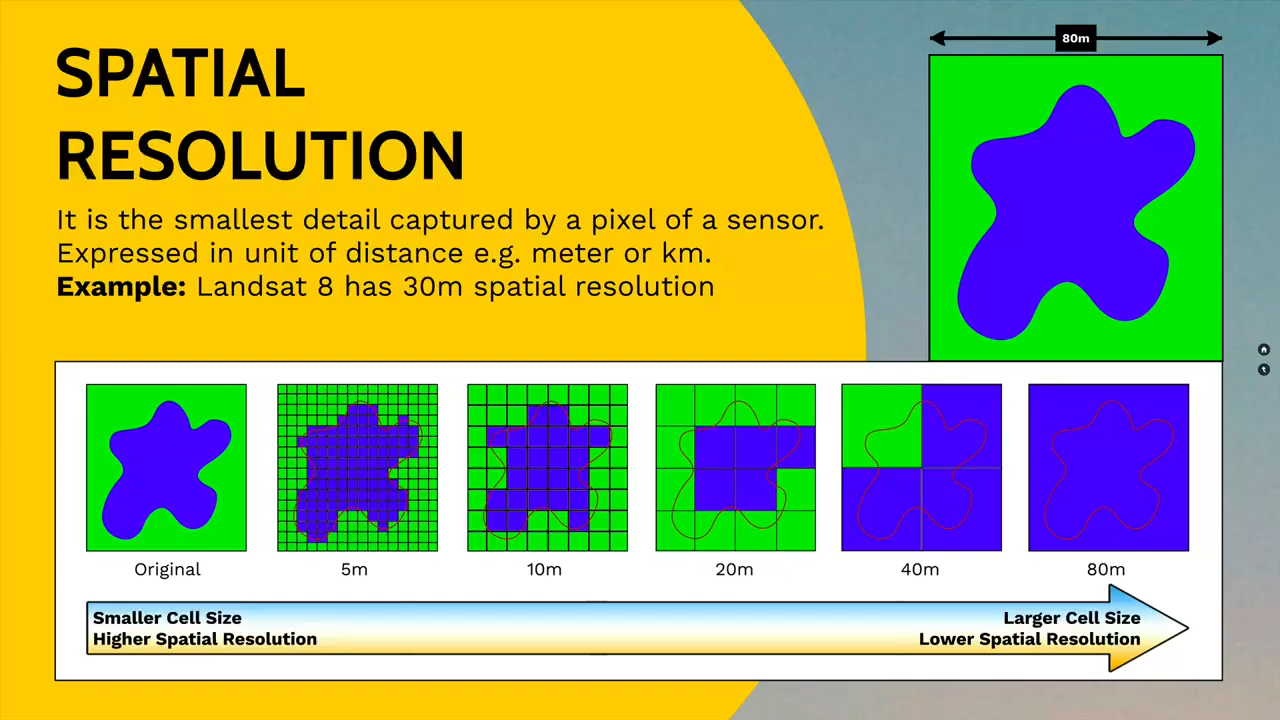 SPATIAL
RESOLUTION
It is the smallest detail captured by a pixel of a sensor.
Expressed in unit of distance e.g. meter or km.
Example: Landsat 8 has 30m spatial resolution
80m
Original
5m
10m
20m
40m
80m
Smaller Cell Size
Higher Spatial Resolution
Larger Cell Size
Lower Spatial Resolution